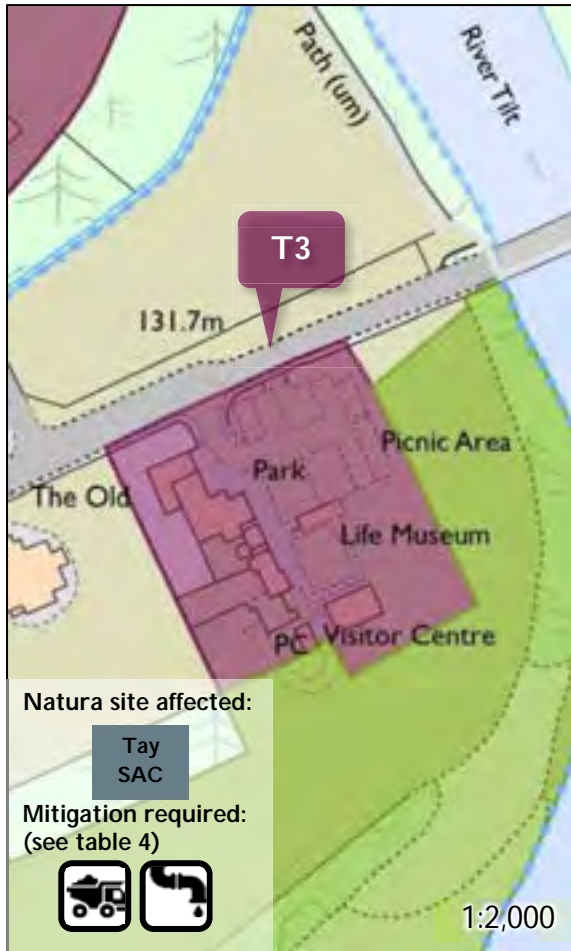 Path (um)
River Tilt
T3
131.7m
Picnic Area
Park
The Old
Life Museum
PC
Visitor Centre
Natura site affected:
Tay
SAC
Mitigation required:
(see table 4)
1:2,000